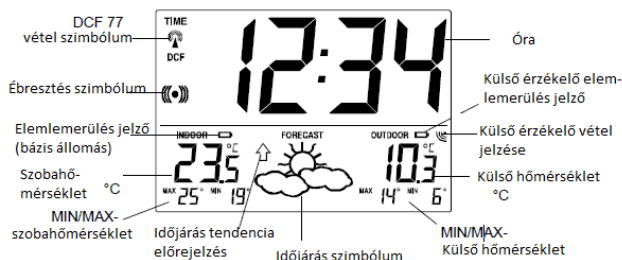 DCF 77
vétel szimbólum
Ébresztés szimbólum
Elemlemerülés jelző
(bázis állomás)
Szobahő-
mérséklet °C
MIN/MAX-
szobahőmérséklet
Időjárás tendencia
előrejelzés
Időjárás szimbólum
TIME
DCF
12:34
INDOOR
FORECAST
OUTDOOR
23.5 °C
MAX 25° MIN 19°
10.3 °C
MAX 14° MIN 6°
Óra
Külső érzékelő elem-
lemerülés jelző
Külső érzékelő vétel
jelzése
Külső hőmérséklet
°C
MIN/MAX-
Külső hőmérséklet